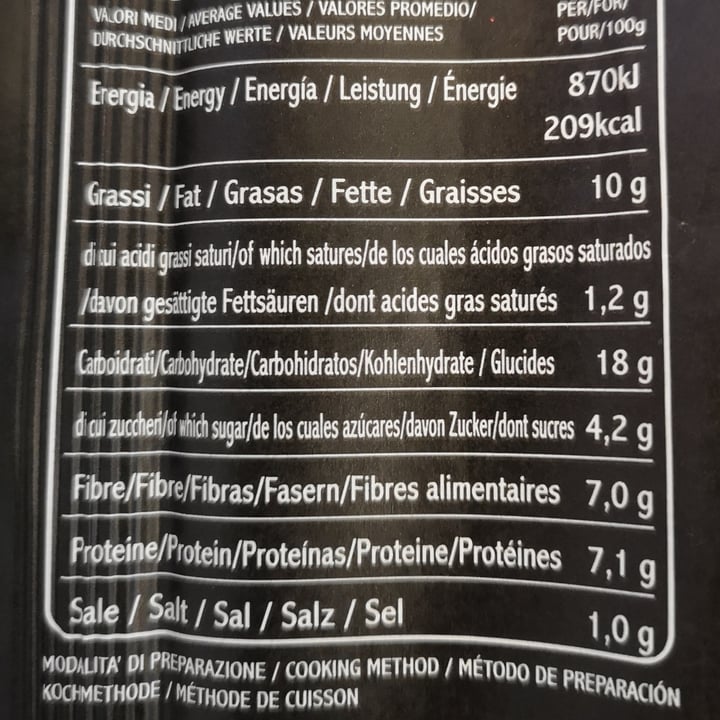 VALORI MEDI / AVERAGE VALUES / VALORES PROMEDIO/
DURCHSCHNITTLICHE WERTE / VALEURS MOYENNES
PER/FOR/
POUR/100g
Energia / Energy / Energía / Leistung / Énergie 870kJ
209kcal
Grassi / Fat / Grasas / Fette / Graisses 10 g
di cui acidi grassi saturi/of which satures/de los cuales ácidos grasos saturados
/davon gesättigte Fettsäuren /dont acides gras saturés 1,2 g
Carboidrati/Carbohydrate/Carbohidratos/Kohlenhydrate / Glucides 18 g
di cui zuccheri/of which sugar/de los cuales azúcares/davon Zucker/dont sucres 4,2 g
Fibre/Fibre/Fibras/Fasern/Fibres alimentaires 7,0 g
Proteine/Protein/Proteínas/Proteine/Protéines 7,1 g
Sale / Salt / Sal / Salz / Sel 1,0 g
MODALITA' DI PREPARAZIONE / COOKING METHOD / MÉTODO DE PREPARACIÓN
KOCHMETHODE / MÉTHODE DE CUISSON